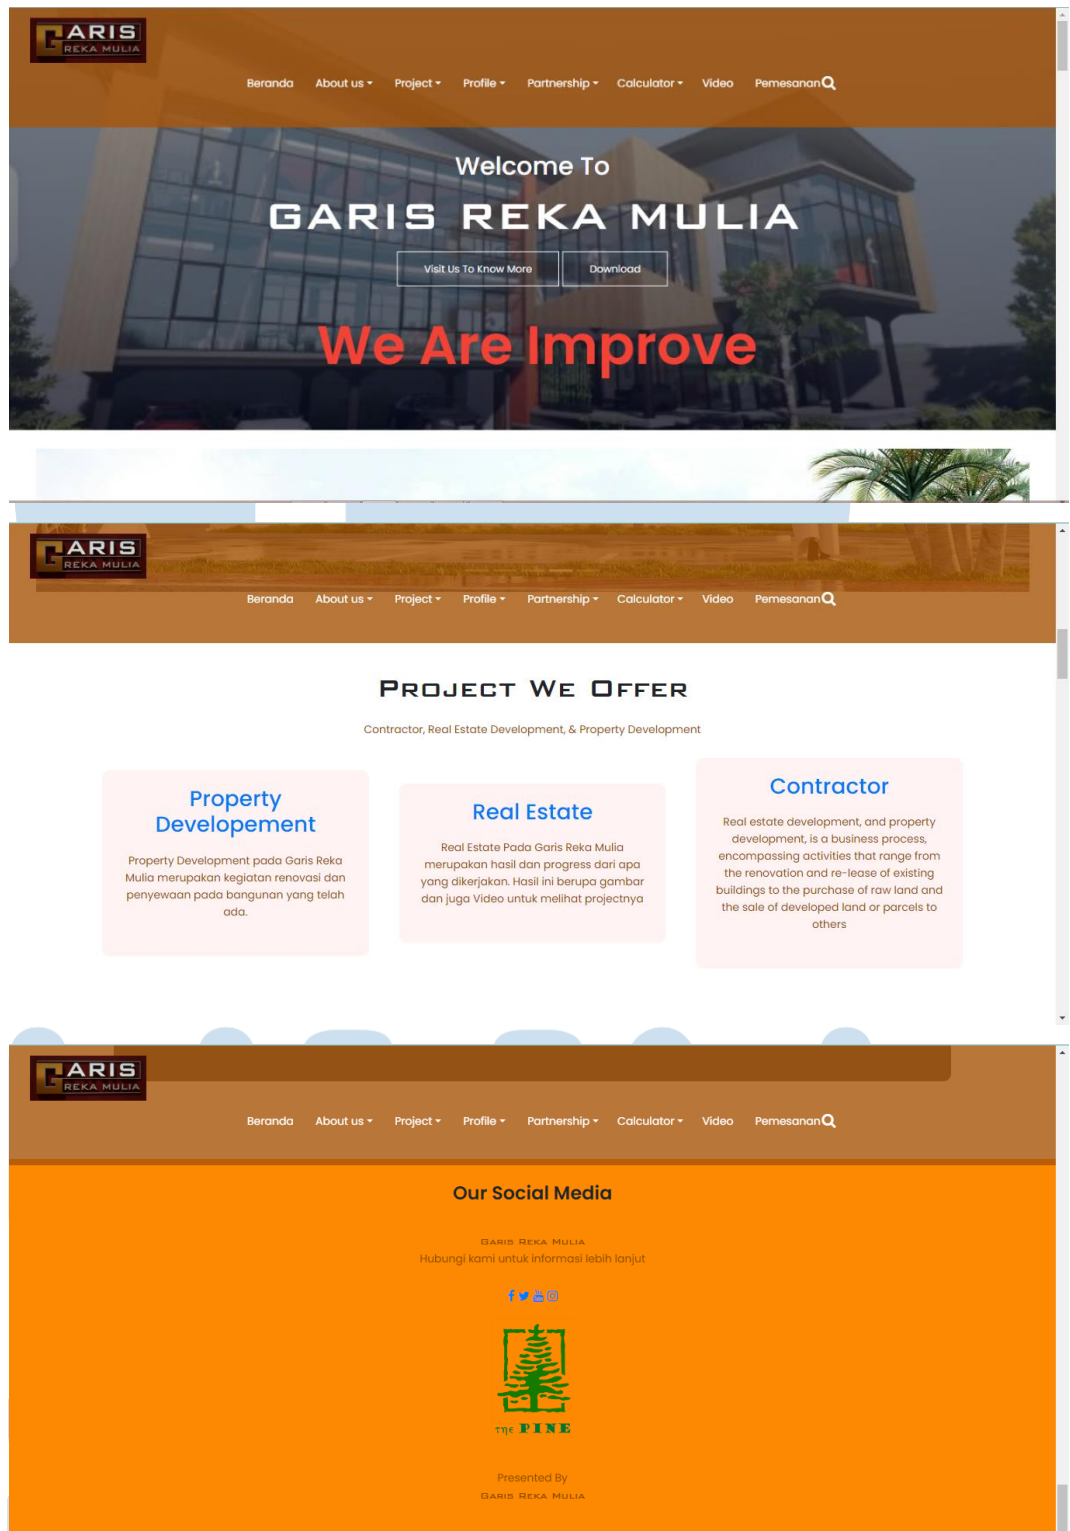 GARIS
REKA MULIA
Beranda About us Project Profile Partnership Calculator Video Pemesanan
Welcome To
GARIS REKA MULIA
Visit Us To Know More Download
We Are Improve
GARIS
REKA MULIA
Beranda About us Project Profile Partnership Calculator Video Pemesanan
PROJECT WE OFFER
Contractor, Real Estate Development, & Property Development
Property
Developement
Property Development pada Garis Reka
Mulia merupakan kegiatan renovasi dan
penyewaan pada bangunan yang telah
ada.
Real Estate
Real Estate Pada Garis Reka Mulia
merupakan hasil dan progress dari apa
yang dikerjakan. Hasil ini berupa gambar
dan juga Video untuk melihat projectnya
Contractor
Real estate development, and property
development, is a business process,
encompassing activities that range from
the renovation and re-lease of existing
buildings to the purchase of raw land and
the sale of developed land or parcels to
others
GARIS
REKA MULIA
Beranda About us Project Profile Partnership Calculator Video Pemesanan
Our Social Media
GARIS REKA MULIA
Hubungi kami untuk informasi lebih lanjut
THE PINE
Presented By
GARIS REKA MULIA